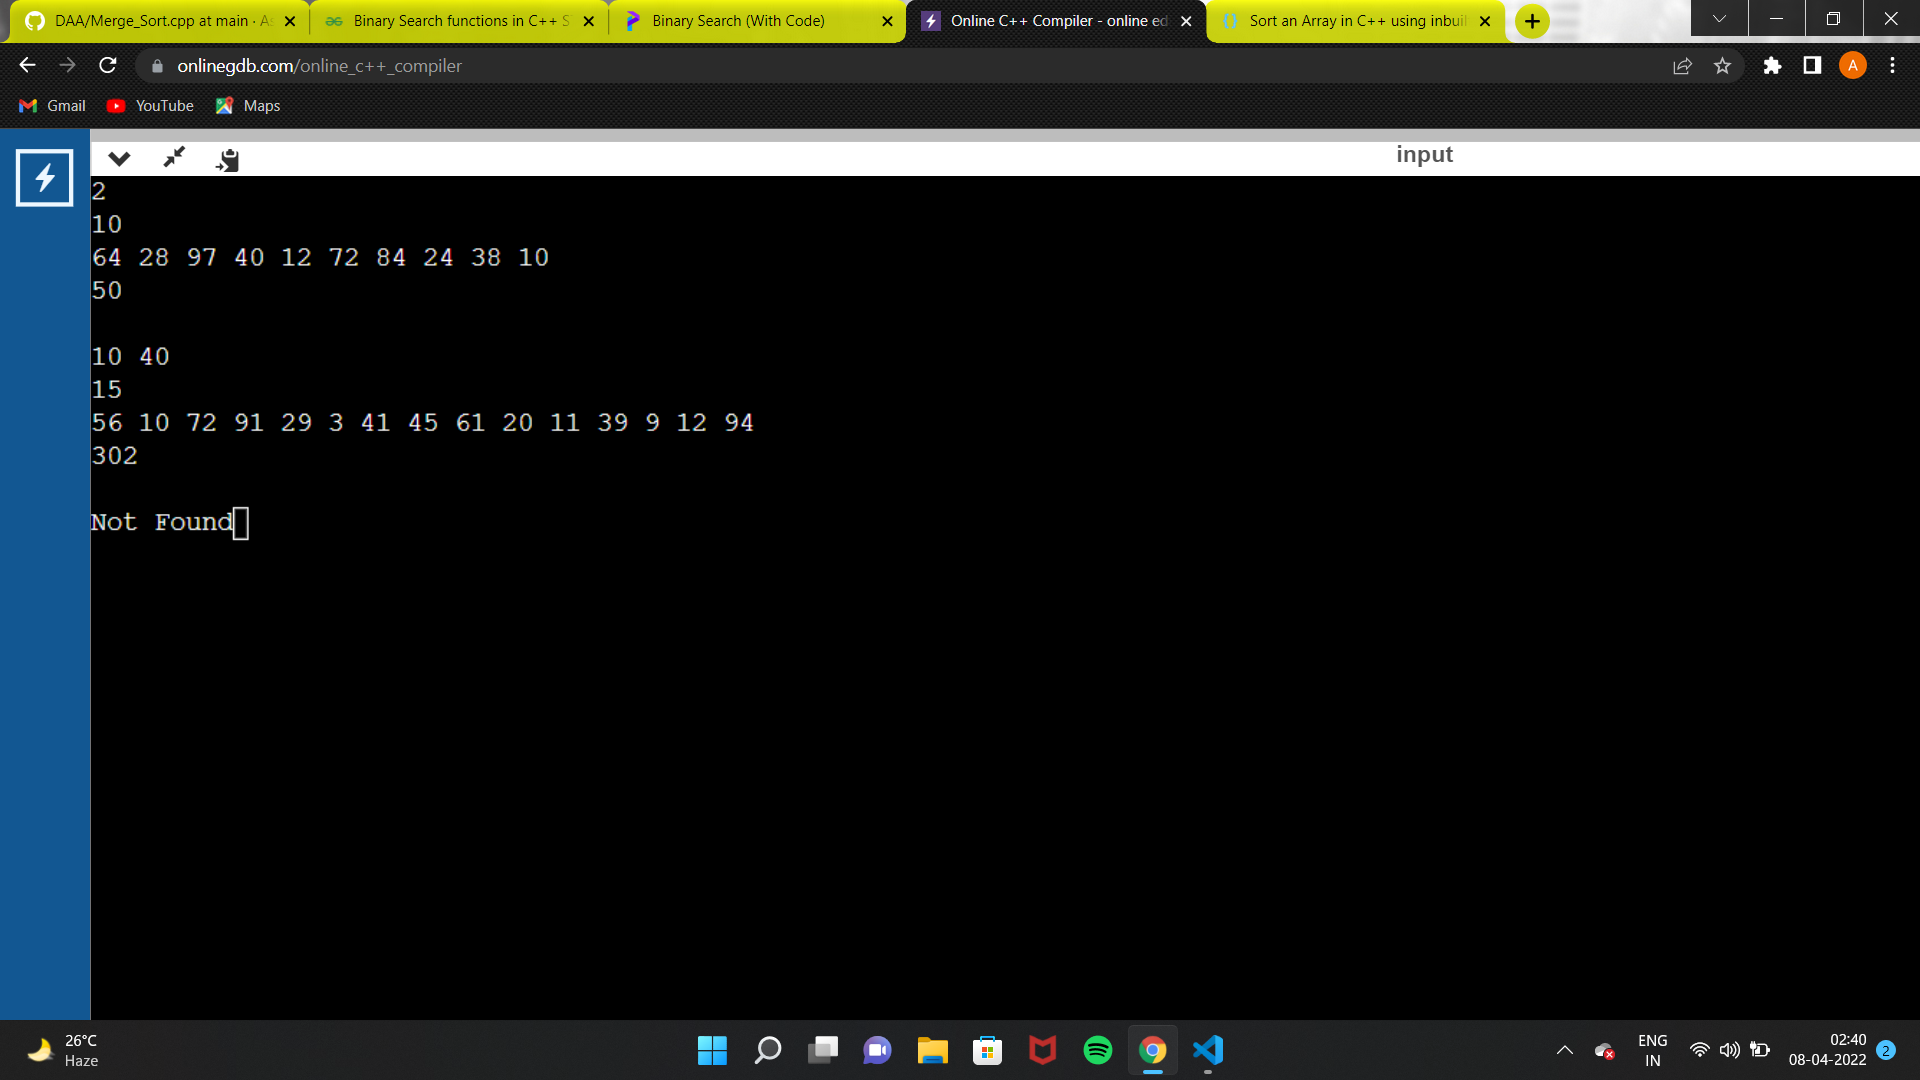 DAA/Merge_Sort.cpp at main · As
Binary Search functions in C++ S
Binary Search (With Code)
Online C++ Compiler - online ed
Sort an Array in C++ using inbuil
onlinegdb.com/online_c++_compiler
A
Gmail YouTube Maps
input
2
10
64 28 97 40 12 72 84 24 38 10
50
10 40
15
56 10 72 91 29 3 41 45 61 20 11 39 9 12 94
302
Not Found
26°C
Haze
ENG
IN
02:40
08-04-2022
2